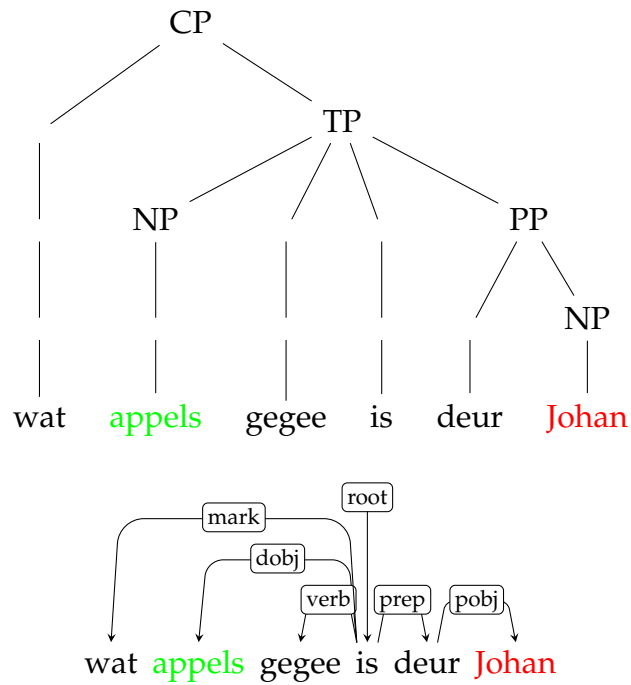 CP
TP
NP PP
NP
wat appels gegee is deur Johan
root
mark
dobj
verb prep pobj
wat appels gegee is deur Johan